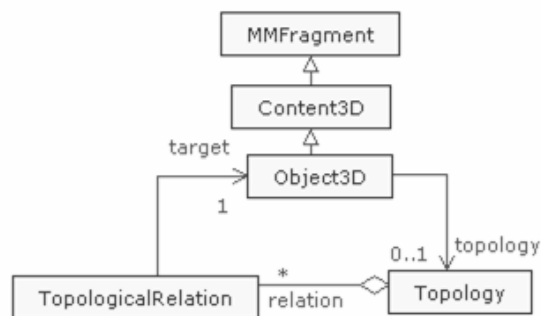 MMFragment
Content3D
target
Object3D
1
0..1
topology
*
TopologicalRelation
relation
Topology